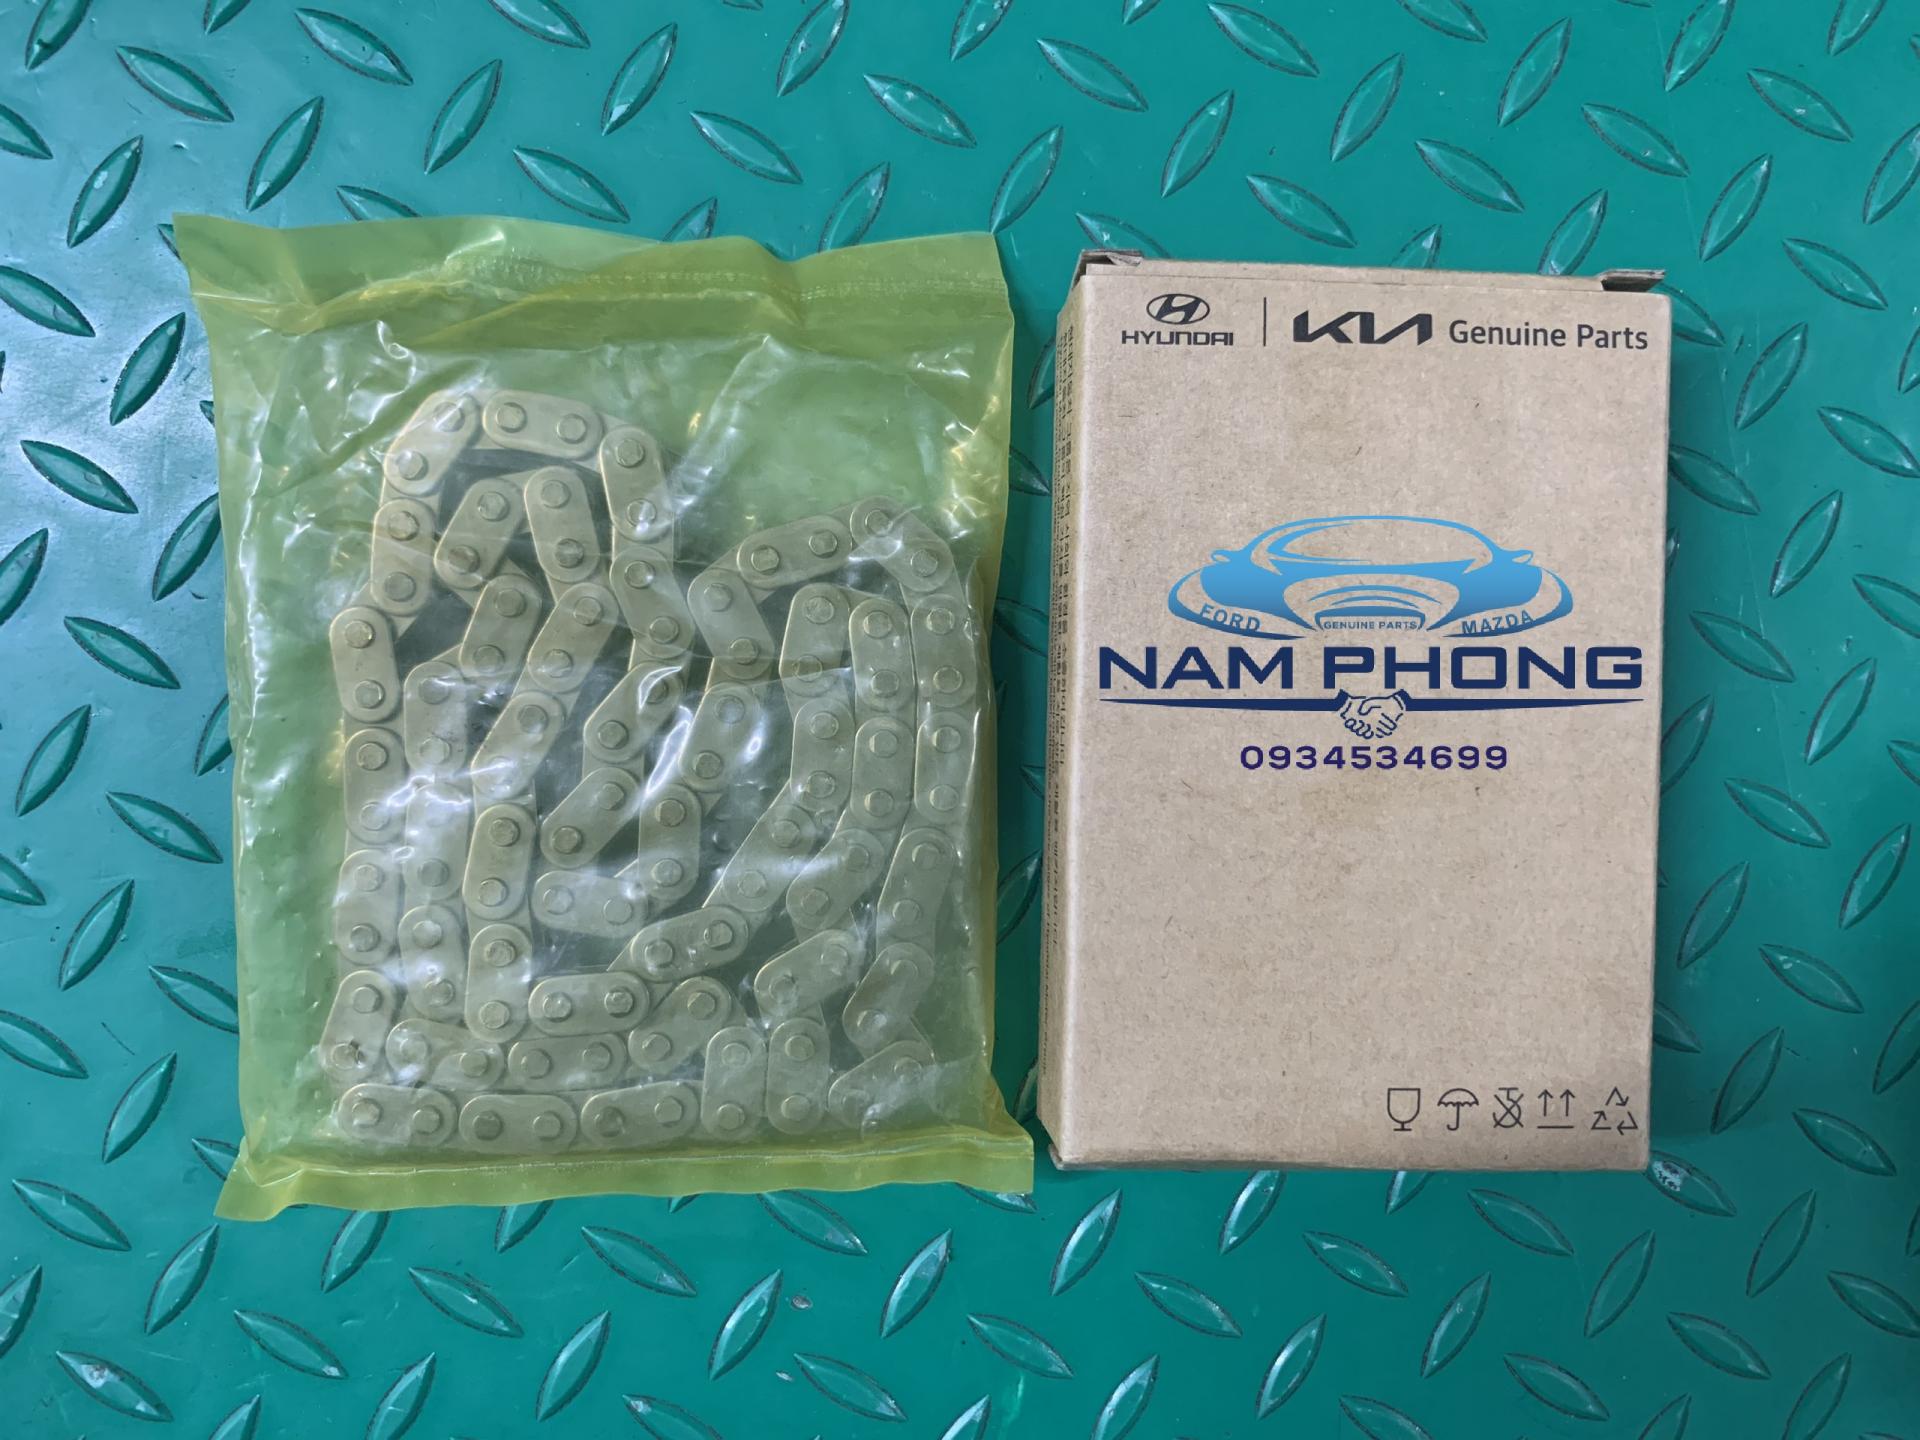 HYUNDAI | KIA Genuine Parts
FORD GENUINE PARTS MAZDA
NAM PHONG
0934534699